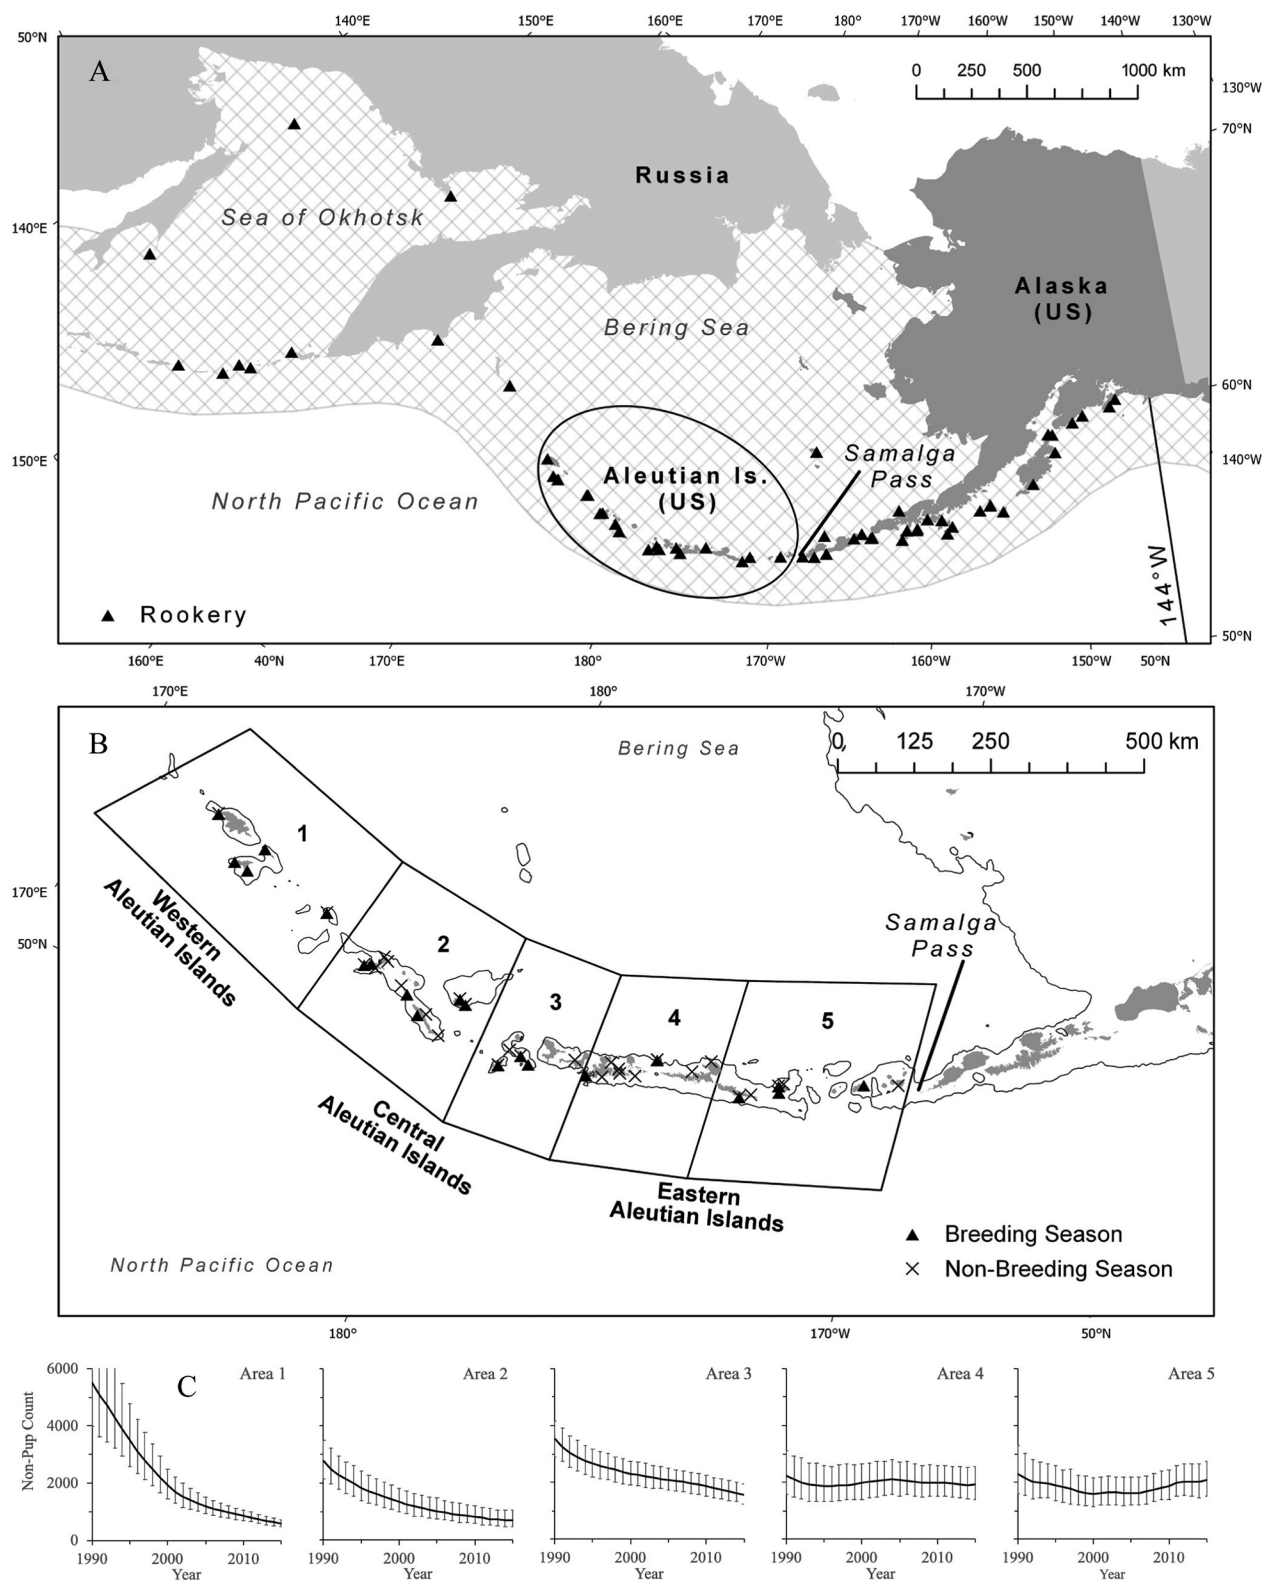 140°E 150°E 160°E 170°E 180° 170°W 160°W 150°W 140°W 130°W
50°N
A
0 250 500 1000 km
130°W
70°N
Russia
Sea of Okhotsk
140°E
Alaska
(US)
Bering Sea
60°N
Samalga
Pass
150°E
140°W
Aleutian Is.
(US)
North Pacific Ocean
144°W
Rookery
50°N
160°E 40°N 170°E 180° 170°W 160°W 150°W 50°N
170°E 180° 170°W
B
Bering Sea
0 125 250 500 km
1
170°E
50°N
Western
Aleutian Islands
2
Samalga
Pass
3
4
5
Central
Aleutian Islands
Eastern
Aleutian Islands
Breeding Season
North Pacific Ocean
Non-Breeding Season
180° 170°W 50°N
C
Area 1 Area 2 Area 3 Area 4 Area 5
6000
4000
2000
0
Non-Pup Count
1990 2000 2010 1990 2000 2010 1990 2000 2010 1990 2000 2010 1990 2000 2010
Year Year Year Year Year